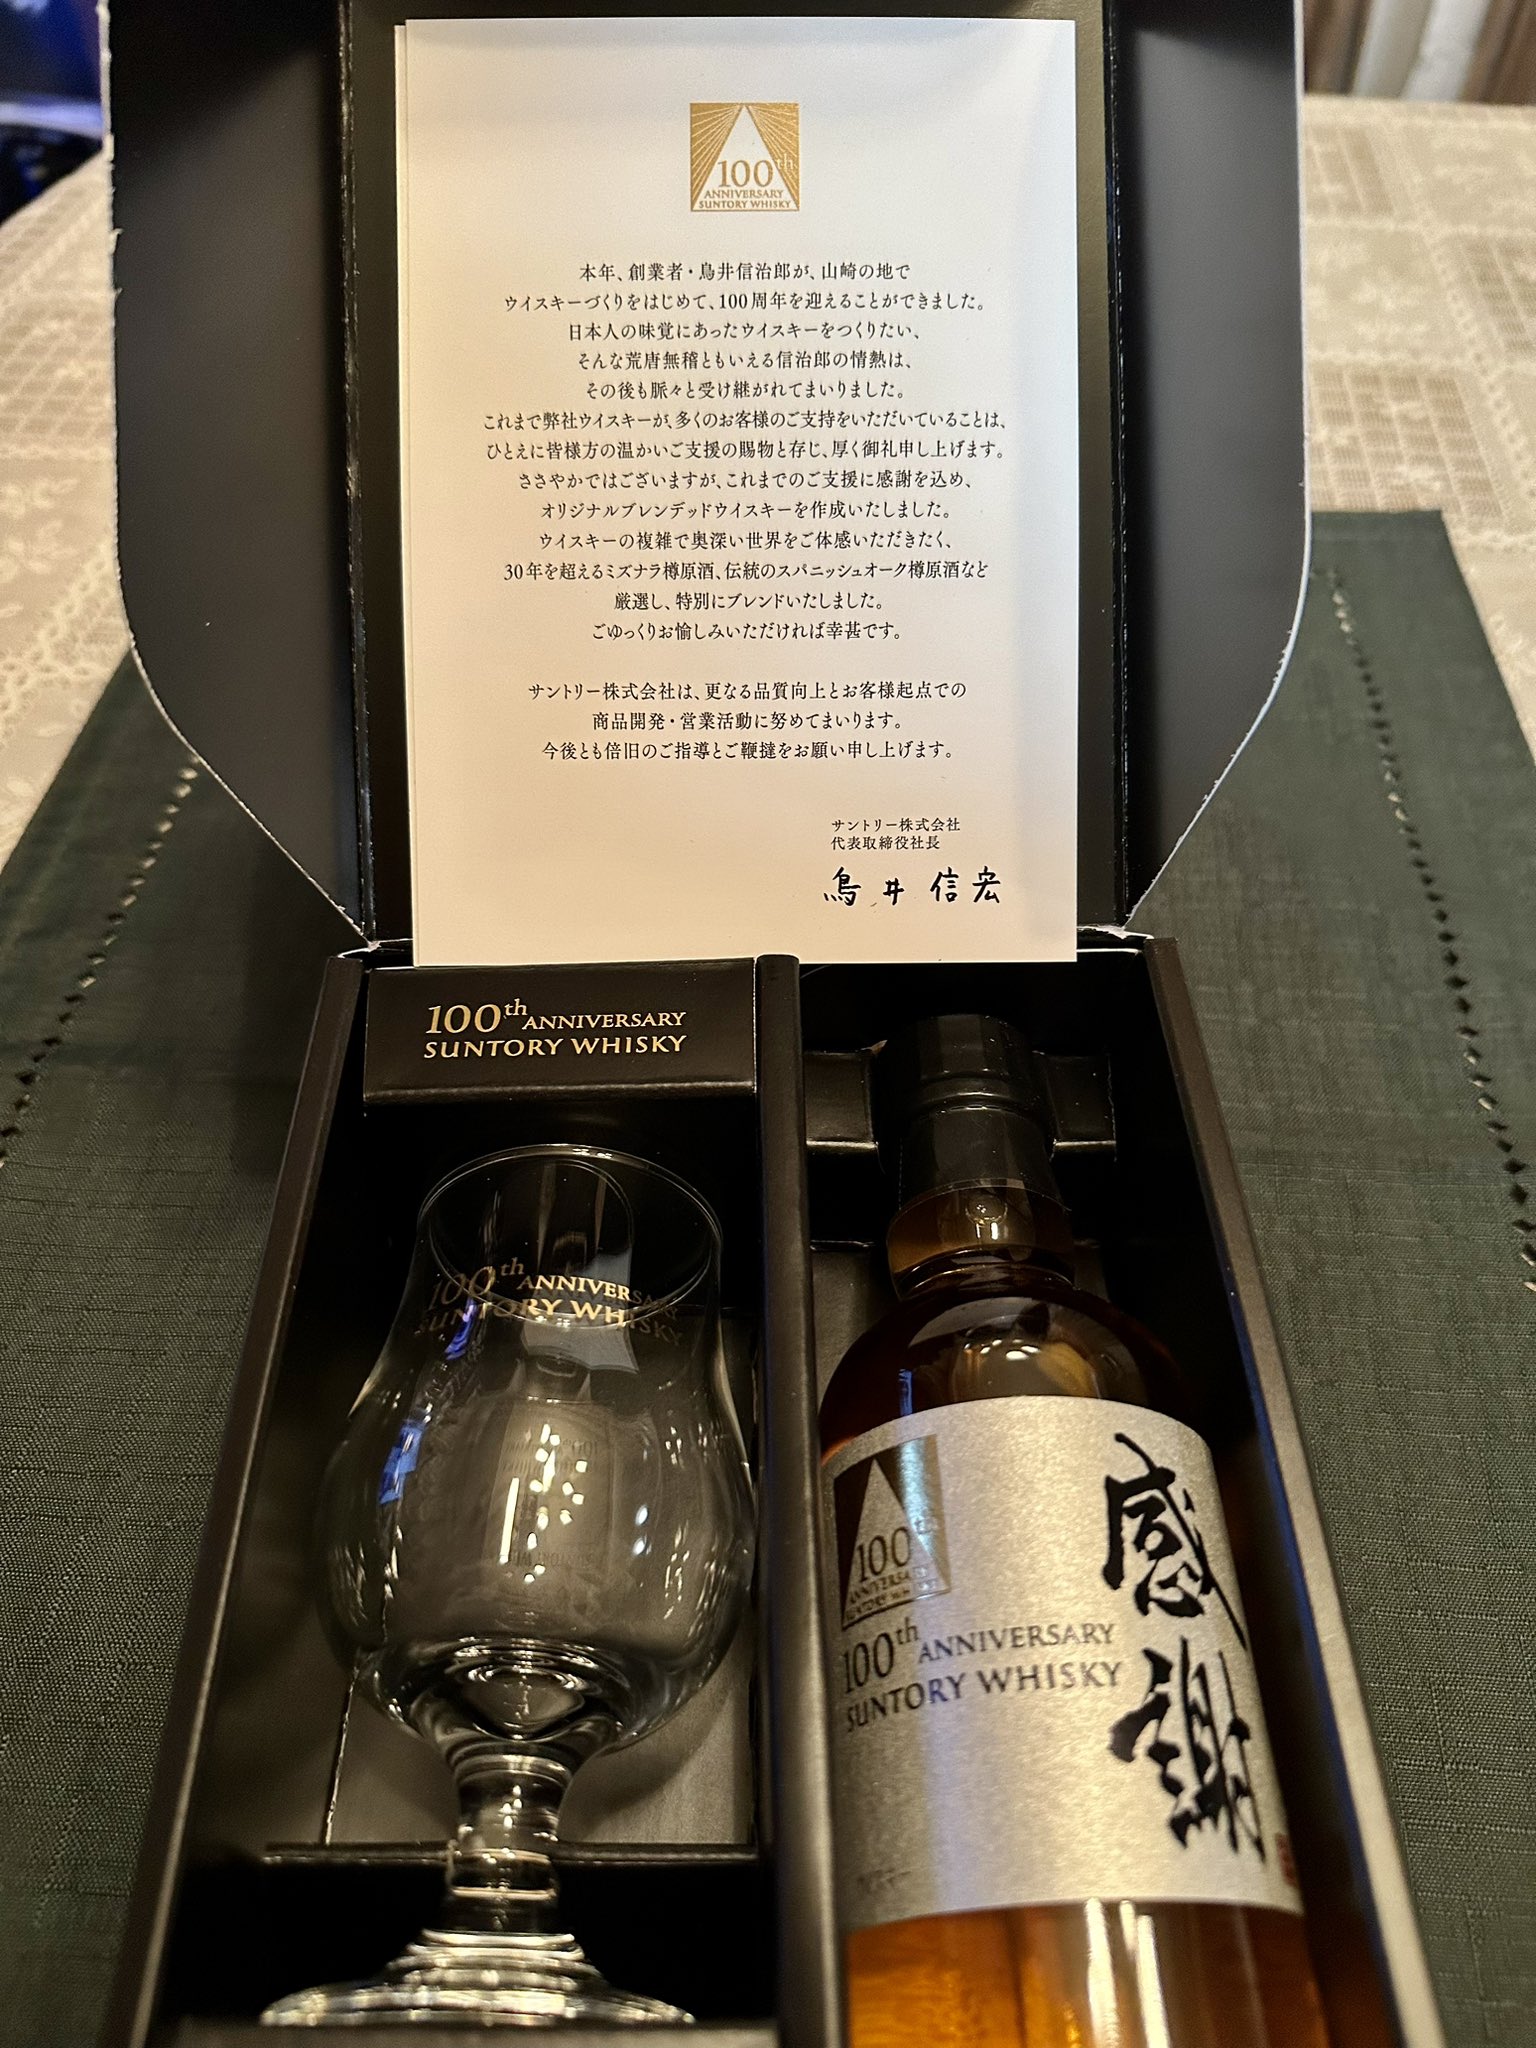 100th
ANNIVERSARY
SUNTORY WHISKY
本年、創業者・鳥井信治郎が、山崎の地で
ウイスキーづくりをはじめて、100周年を迎えることができました。
日本人の味覚にあったウイスキーをつくりたい、
そんな荒唐無稽ともいえる信治郎の情熱は、
その後も脈々と受け継がれてまいりました。
これまで弊社ウイスキーが、多くのお客様のご支持をいただいていることは、
ひとえに皆様方の温かいご支援の賜物と存じ、厚く御礼申し上げます。
ささやかではございますが、これまでのご支援に感謝を込め、
オリジナルブレンデッドウイスキーを作成いたしました。
ウイスキーの複雑で奥深い世界をご体感いただきたく、
30年を超えるミズナラ樽原酒、伝統のスパニッシュオーク樽原酒など
厳選し、特別にブレンドいたしました。
ごゆっくりお愉しみいただければ幸甚です。
サントリー株式会社は、更なる品質向上とお客様起点での
商品開発・営業活動に努めてまいります。
今後とも倍旧のご指導とご鞭撻をお願い申し上げます。
サントリー株式会社
代表取締役社長
鳥井信宏
100th ANNIVERSARY
SUNTORY WHISKY
100th ANNIVERSARY
SUNTORY WHISKY
100th
ANNIVERSARY
SUNTORY WHISKY
100th ANNIVERSARY
SUNTORY WHISKY
感謝